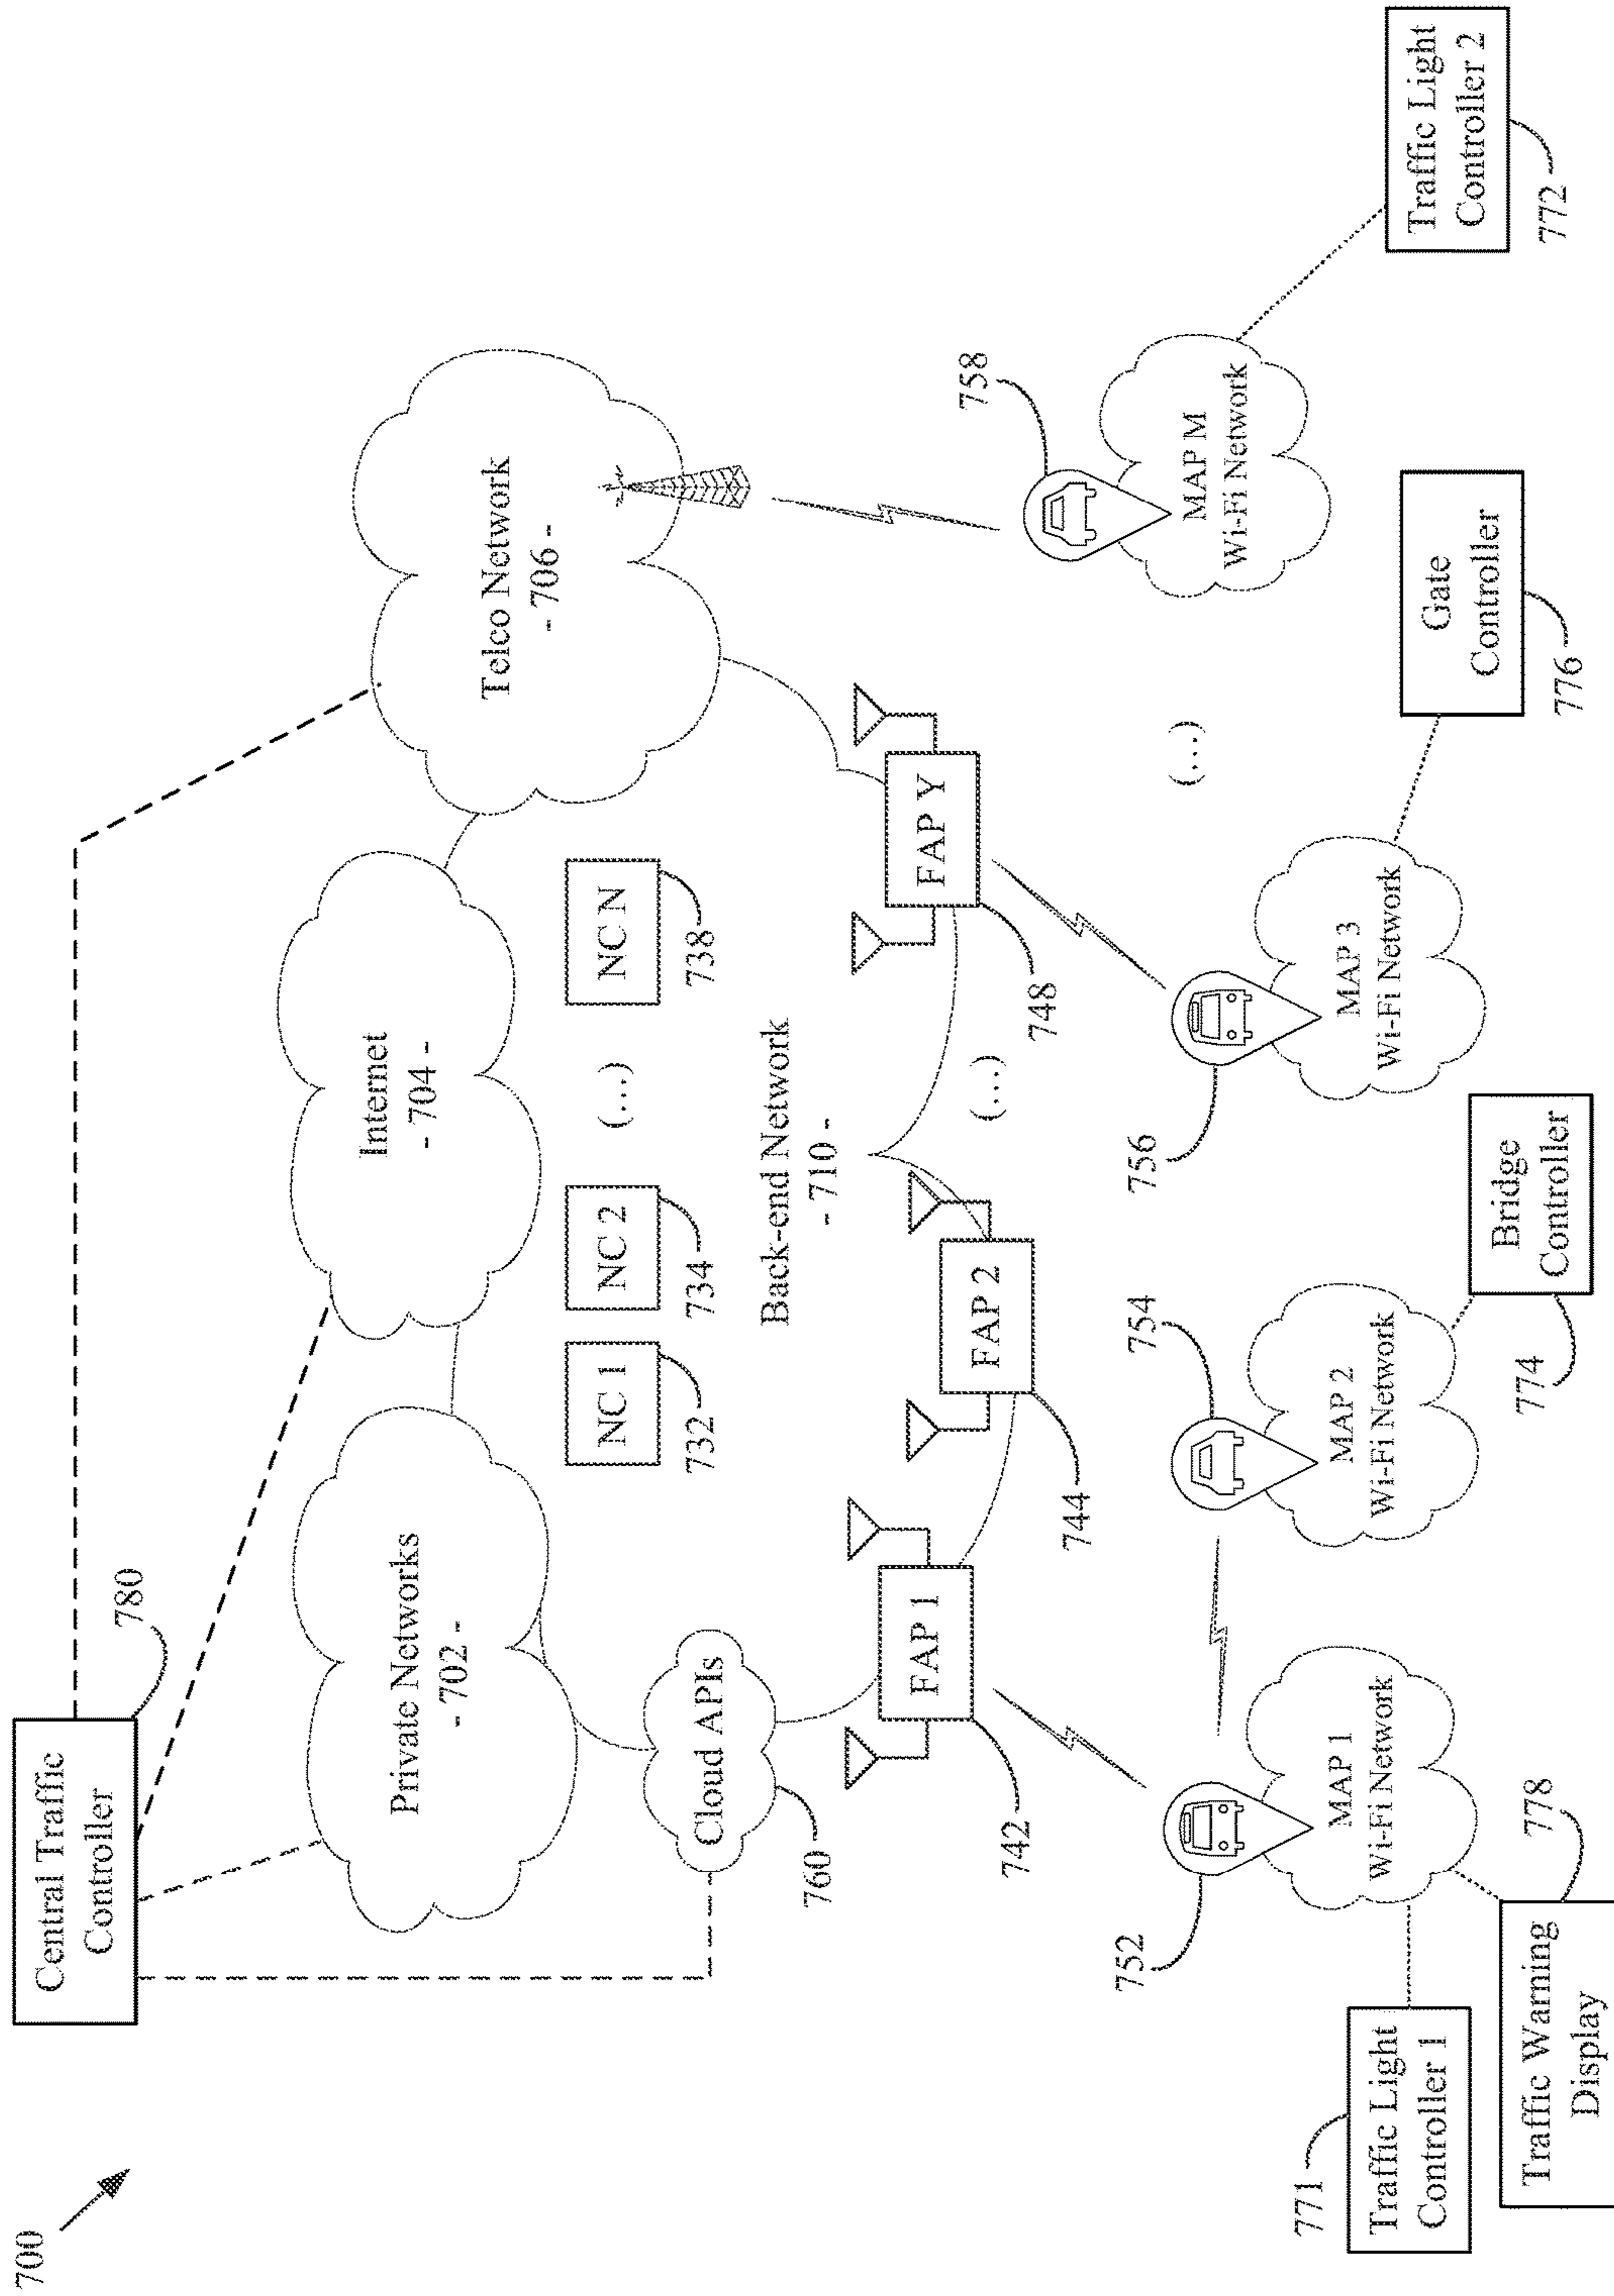 700
Central Traffic
Controller
780
Private Networks
- 702 -
Internet
- 704 -
Telco Network
- 706 -
Cloud APIs
760
NC 1
732
NC 2
734
(...)
NC N
738
Back-end Network
- 710 -
FAP 1
742
FAP 2
744
(...)
FAP Y
748
752
MAP 1
Wi-Fi Network
754
MAP 2
Wi-Fi Network
756
MAP 3
Wi-Fi Network
(...)
758
MAP M
Wi-Fi Network
771
Traffic Light
Controller 1
Traffic Warning
Display
778
Bridge
Controller
774
Gate
Controller
776
Traffic Light
Controller 2
772